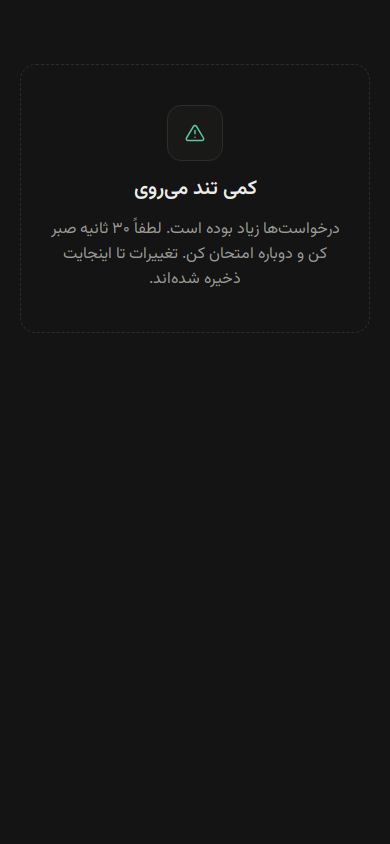 کمی تند می‌روی
درخواست‌ها زیاد بوده است. لطفاً ۳۰ ثانیه صبر
کن و دوباره امتحان کن. تغییرات تا اینجایت
ذخیره شده‌اند.